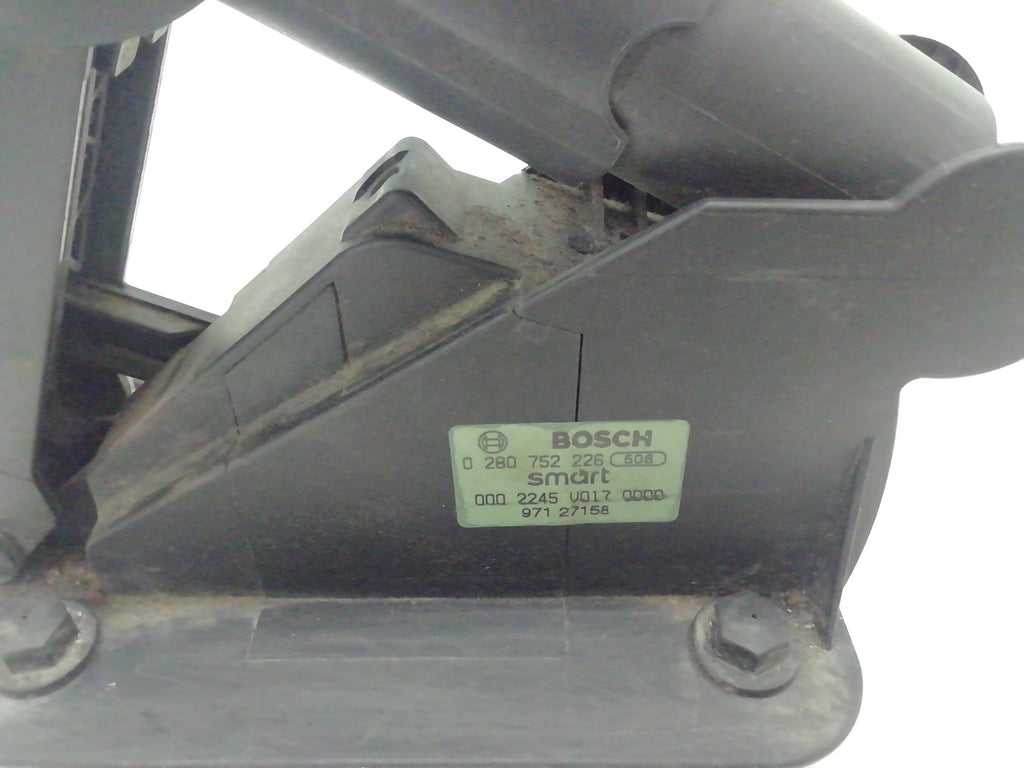 BOSCH
0 280 752 226 506
smart
000 2245 V017 0000
971 27158